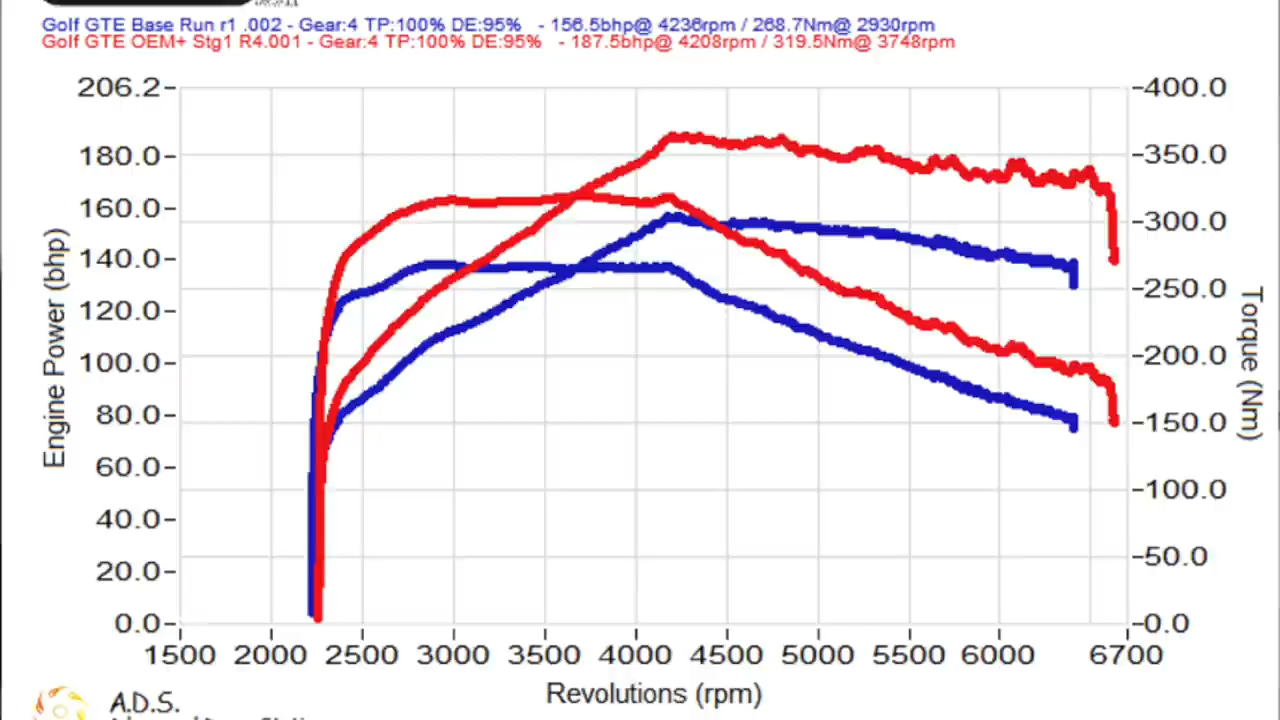 Golf GTE Base Run r1 .002 - Gear:4 TP:100% DE:95% - 156.5bhp@ 4236rpm / 268.7Nm@ 2930rpm
Golf GTE OEM+ Stg1 R4.001 - Gear:4 TP:100% DE:95% - 187.5bhp@ 4208rpm / 319.5Nm@ 3748rpm
206.2 400.0
180.0 350.0
160.0 300.0
140.0 250.0
120.0 200.0
100.0 150.0
80.0 100.0
60.0 50.0
40.0 0.0
20.0
0.0
Engine Power (bhp)
Torque (Nm)
1500 2000 2500 3000 3500 4000 4500 5000 5500 6000 6700
Revolutions (rpm)
A.D.S.